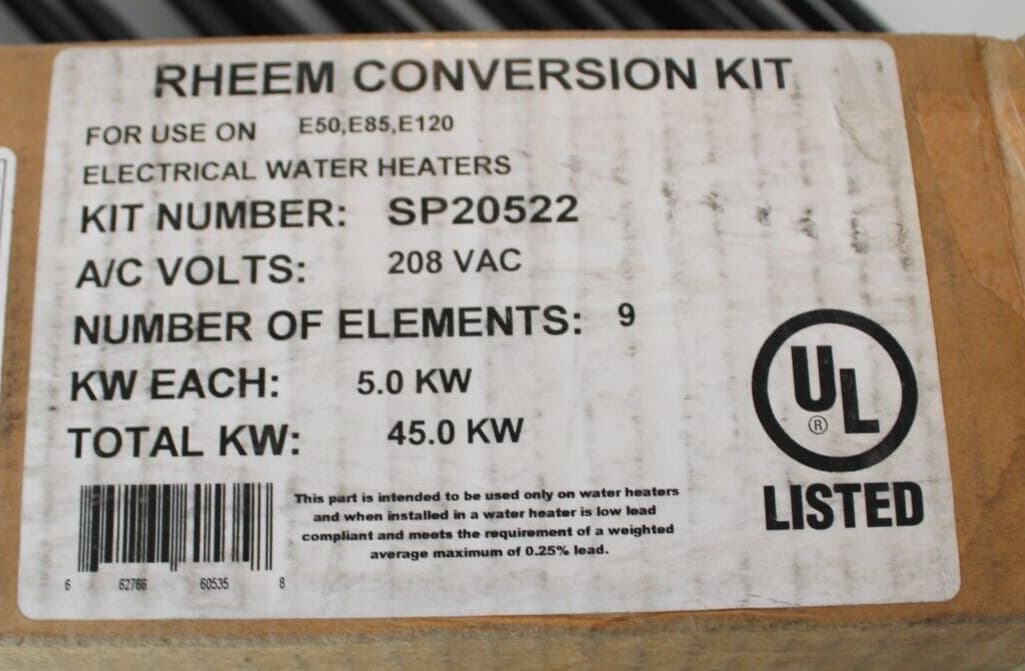 RHEEM CONVERSION KIT
FOR USE ON E50,E85,E120
ELECTRICAL WATER HEATERS
KIT NUMBER: SP20522
A/C VOLTS: 208 VAC
NUMBER OF ELEMENTS: 9
KW EACH: 5.0 KW
TOTAL KW: 45.0 KW
This part is intended to be used only on water heaters
and when installed in a water heater is low lead
compliant and meets the requirement of a weighted
average maximum of 0.25% lead.
6 62766 60535 8
UL
®
LISTED